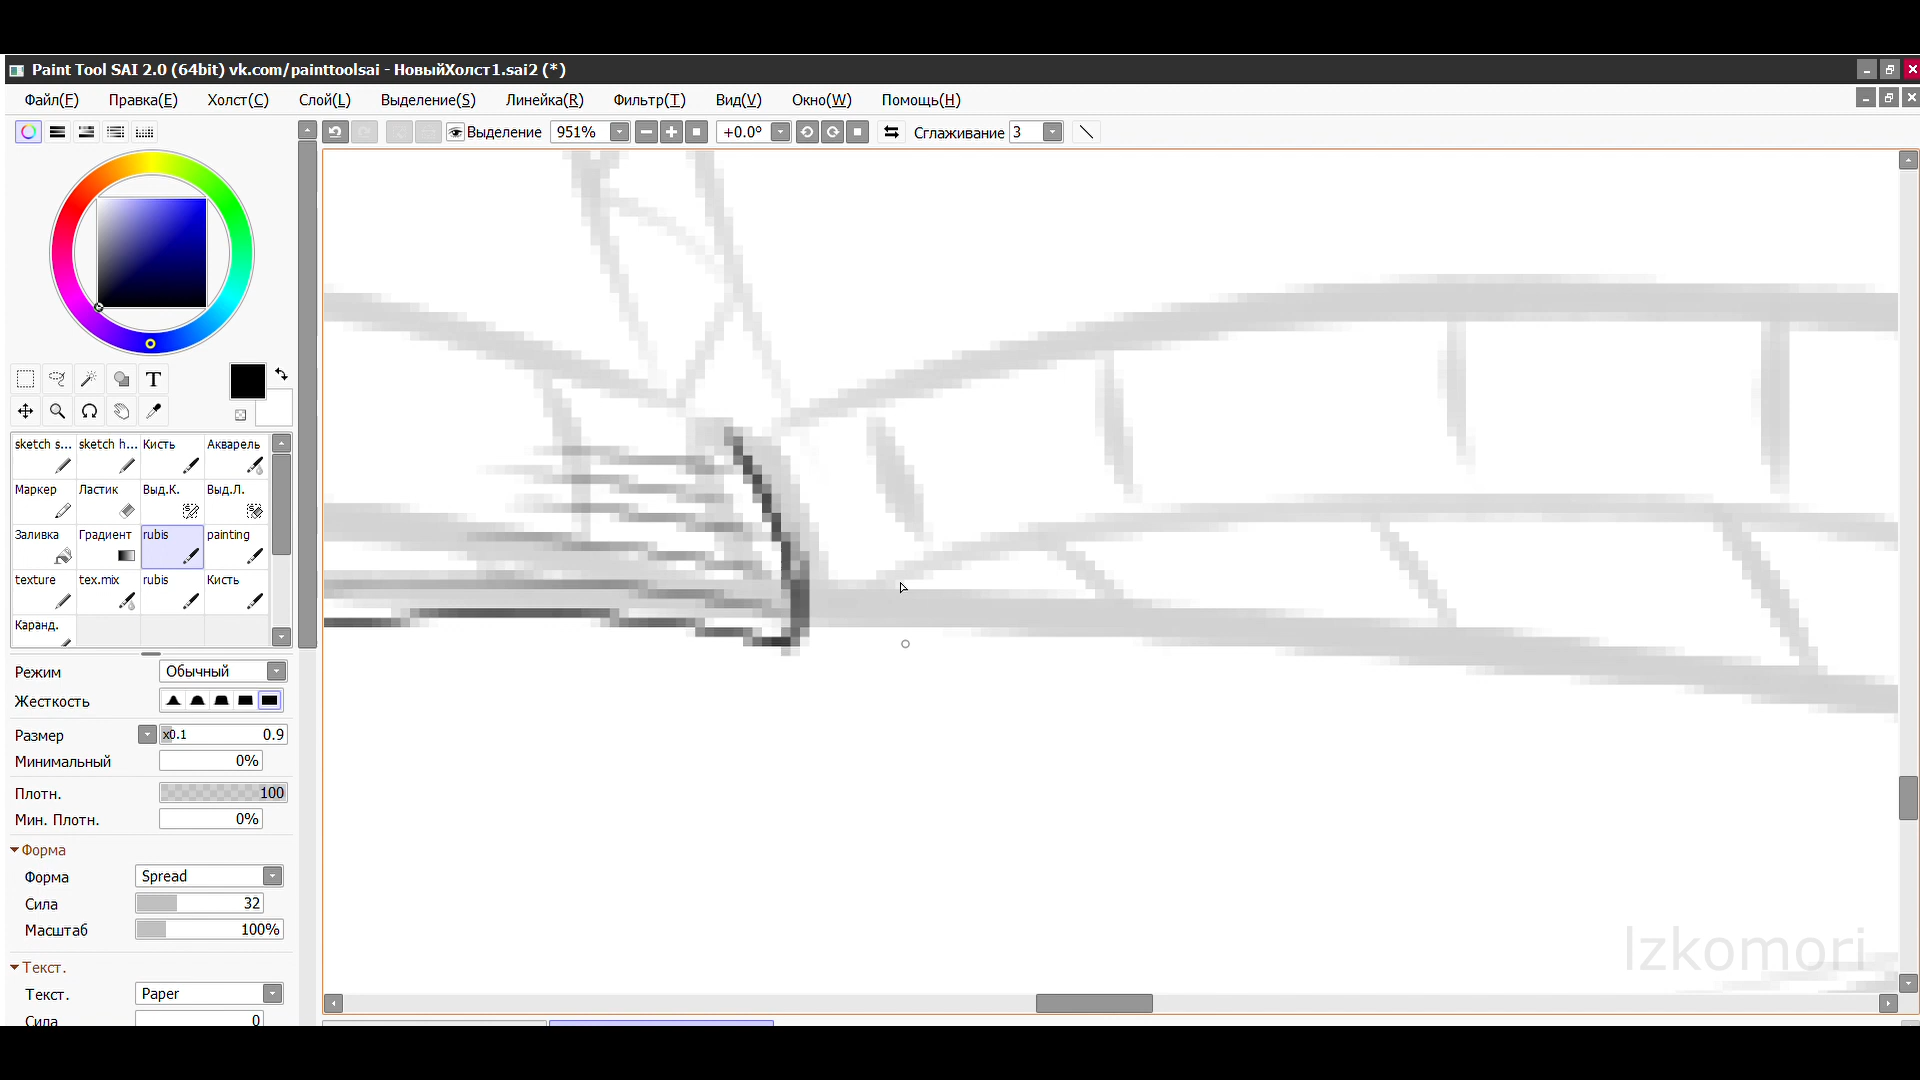 Paint Tool SAI 2.0 (64bit) vk.com/painttoolsai - НовыйХолст1.sai2 (*)
Файл(F) Правка(E) Холст(C) Слой(L) Выделение(S) Линейка(R) Фильтр(T) Вид(V) Окно(W) Помощь(H)
Выделение 951% +0.0° Сглаживание 3
T
sketch s... sketch h... Кисть Акварель
Маркер Ластик Выд.К. Выд.Л.
Заливка Градиент rubis painting
texture tex.mix rubis Кисть
Каранд.
Режим Обычный
Жесткость
Размер x0.1 0.9
Минимальный 0%
Плотн. 100
Мин. Плотн. 0%
Форма
Форма Spread
Сила 32
Масштаб 100%
Текст.
Текст. Paper
Сила 0
Izkomori